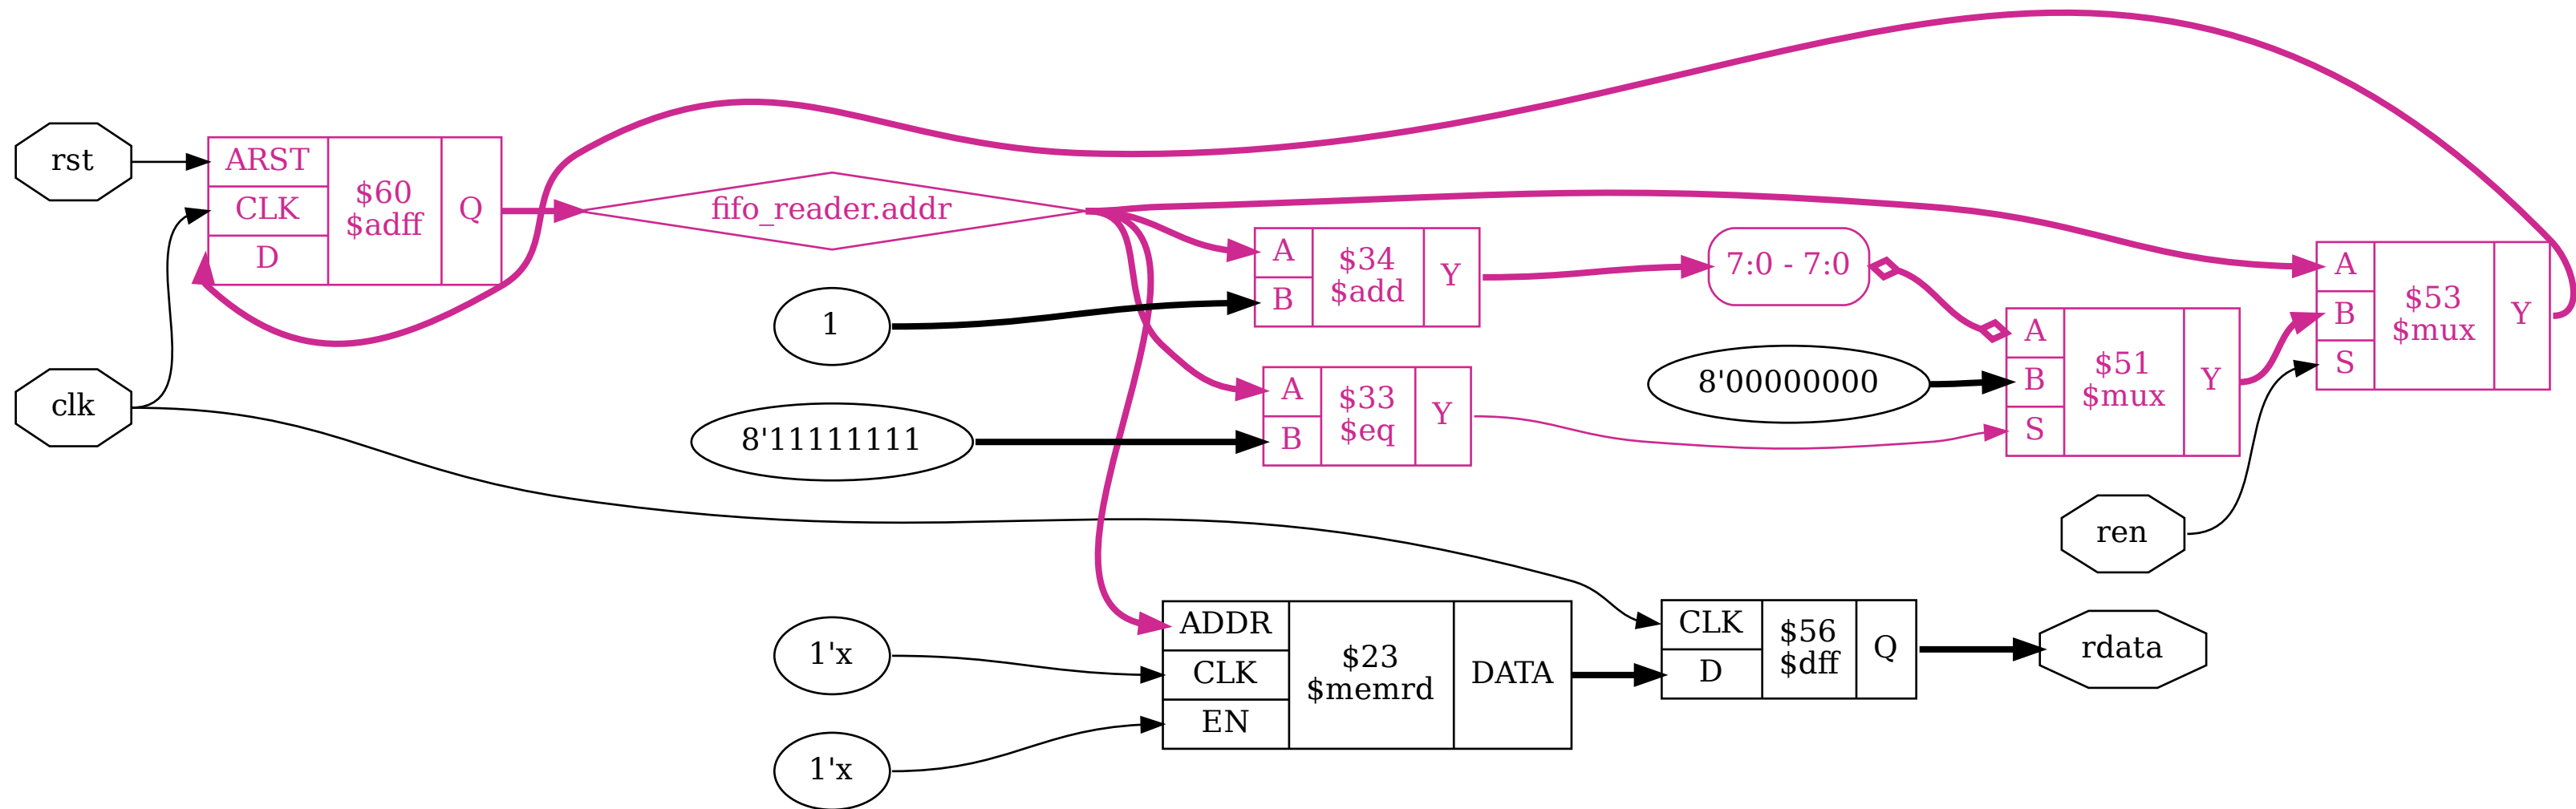 rst
clk
ARST
CLK
D
$60
$adff
Q
fifo_reader.addr
1
8'11111111
A
B
$34
$add
Y
A
B
$33
$eq
Y
7:0 - 7:0
8'00000000
A
B
S
$51
$mux
Y
ren
A
B
S
$53
$mux
Y
1'x
1'x
ADDR
CLK
EN
$23
$memrd
DATA
CLK
D
$56
$dff
Q
rdata